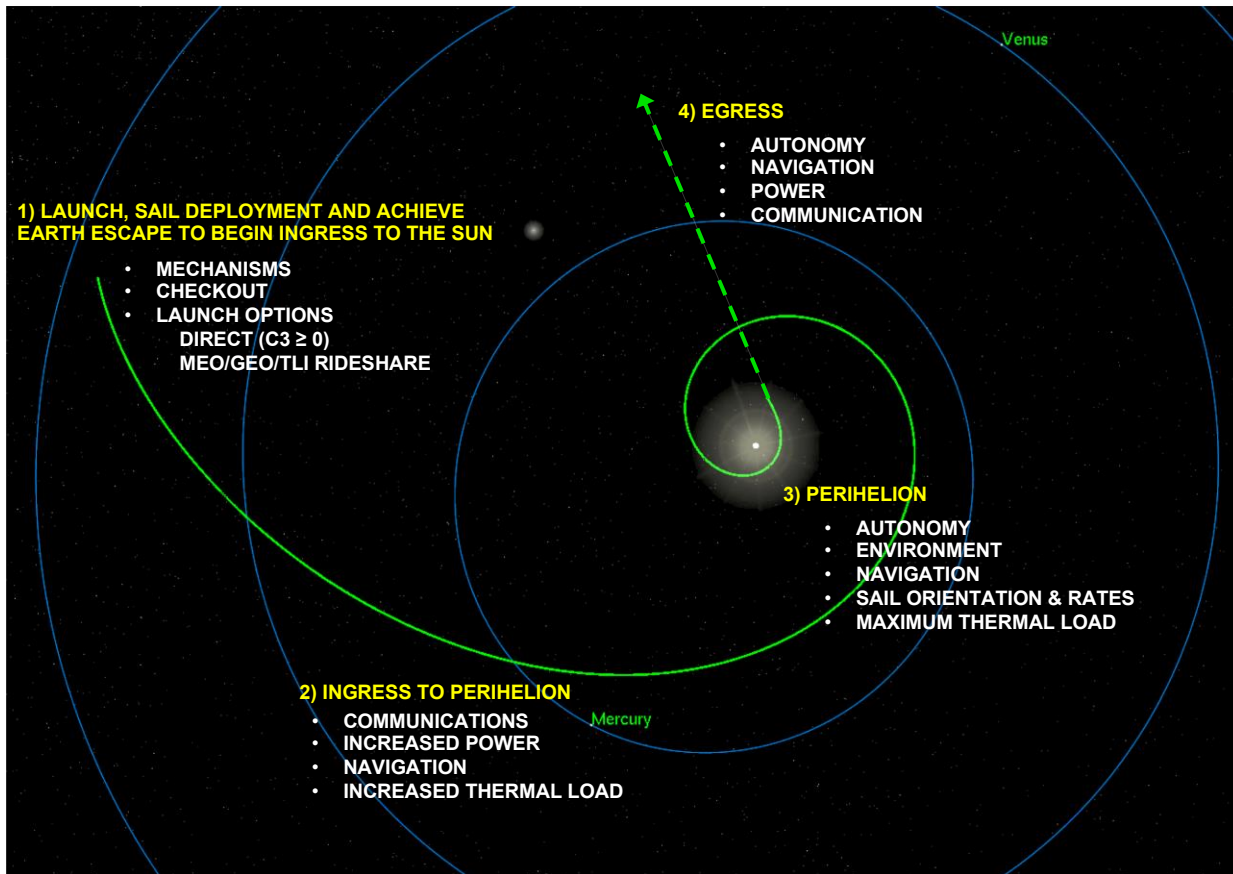 Venus
4) EGRESS
• AUTONOMY
• NAVIGATION
• POWER
• COMMUNICATION
1) LAUNCH, SAIL DEPLOYMENT AND ACHIEVE
EARTH ESCAPE TO BEGIN INGRESS TO THE SUN
• MECHANISMS
• CHECKOUT
• LAUNCH OPTIONS
DIRECT (C3 ≥ 0)
MEO/GEO/TLI RIDESHARE
3) PERIHELION
• AUTONOMY
• ENVIRONMENT
• NAVIGATION
• SAIL ORIENTATION & RATES
• MAXIMUM THERMAL LOAD
2) INGRESS TO PERIHELION
• COMMUNICATIONS
• INCREASED POWER
• NAVIGATION
• INCREASED THERMAL LOAD
Mercury